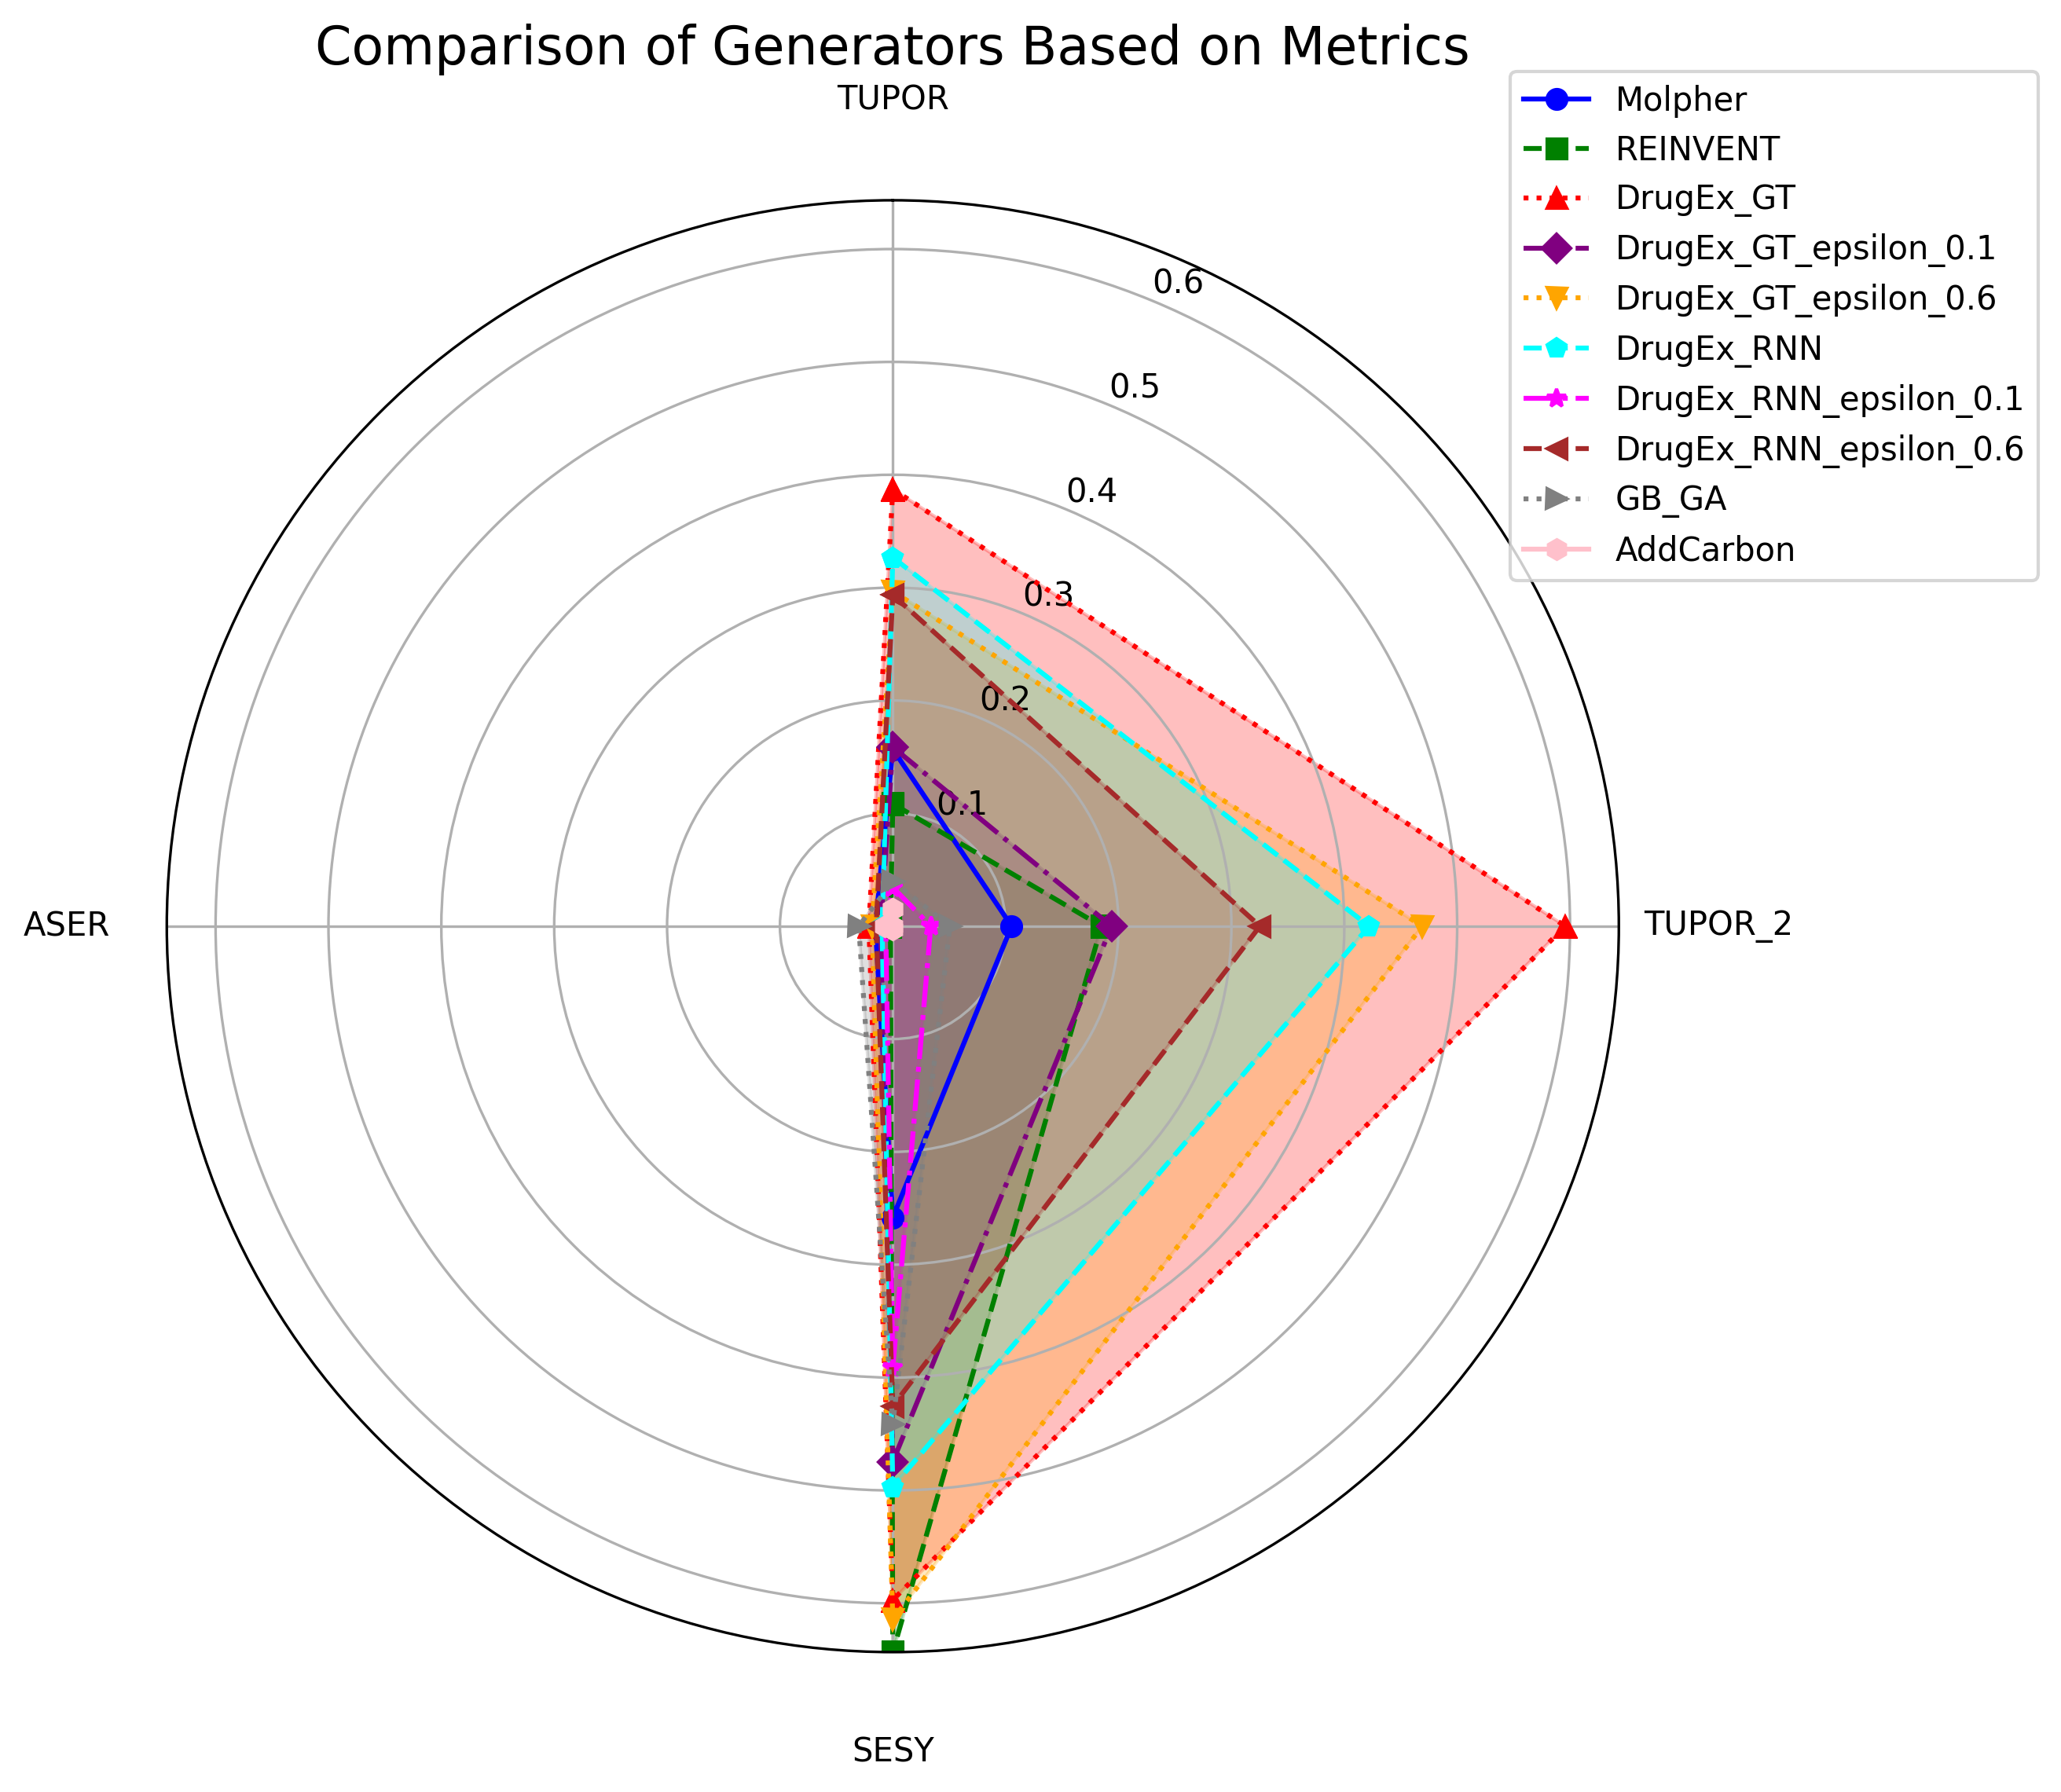 Comparison of Generators Based on Metrics
TUPOR
Molpher
REINVENT
DrugEx_GT
DrugEx_GT_epsilon_0.1
DrugEx_GT_epsilon_0.6
DrugEx_RNN
DrugEx_RNN_epsilon_0.1
DrugEx_RNN_epsilon_0.6
GB_GA
AddCarbon
0.6
0.5
0.4
0.3
0.2
0.1
ASER
TUPOR_2
SESY